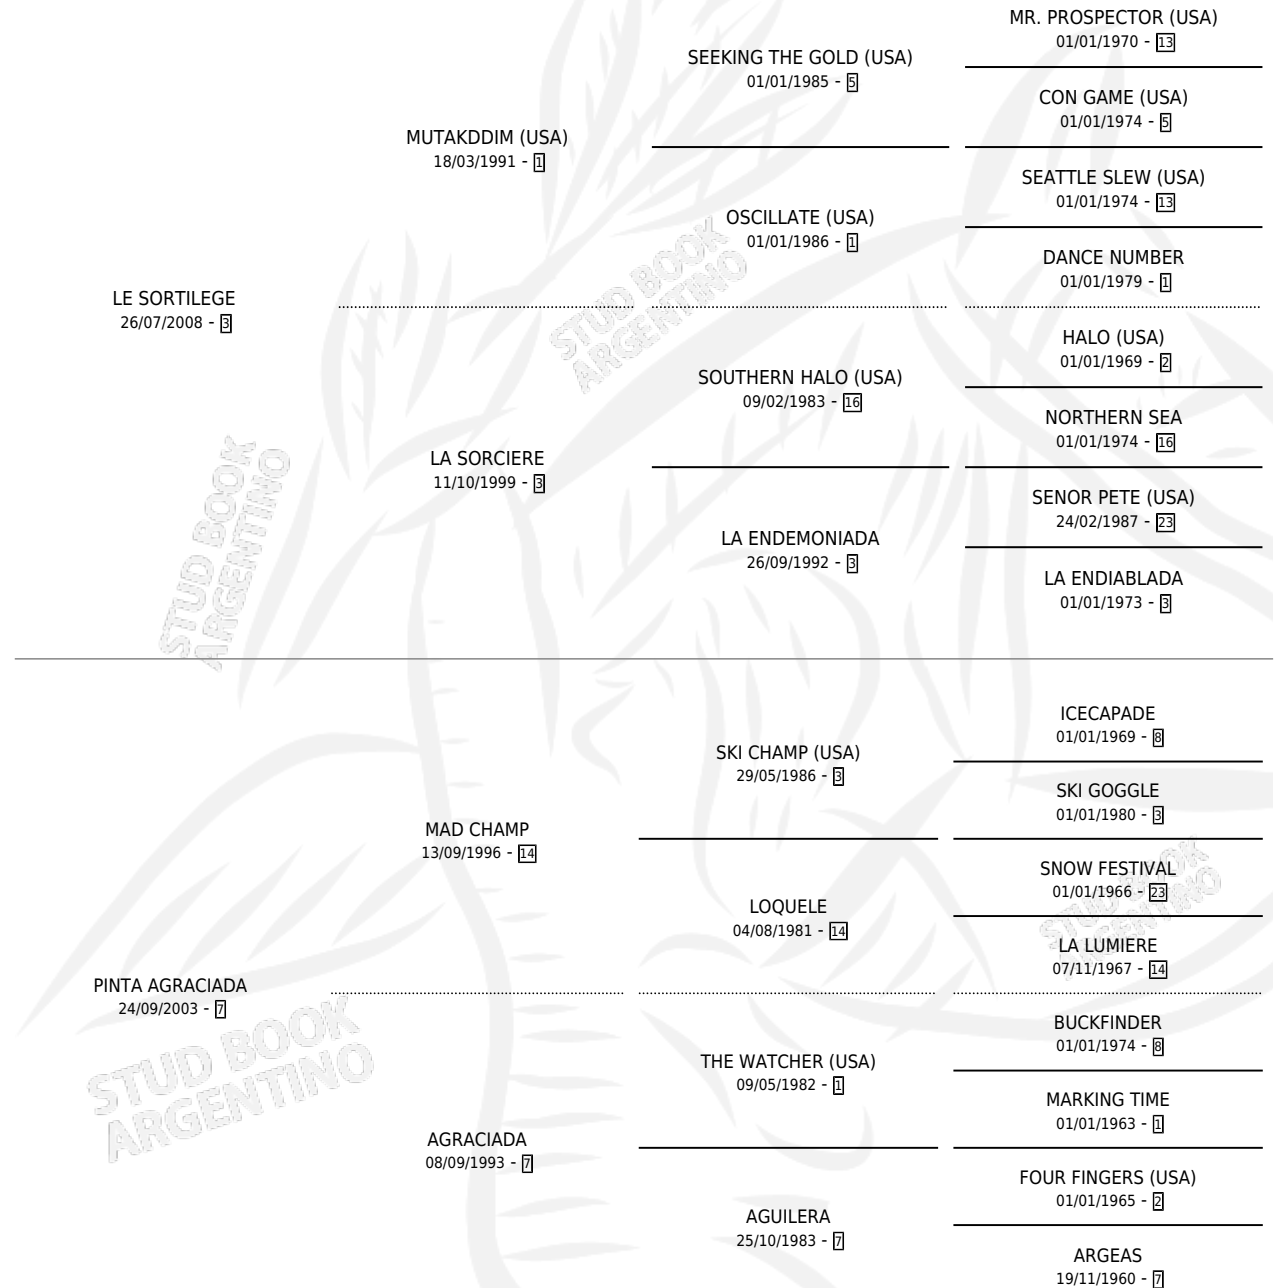 MR. PROSPECTOR (USA)
01/01/1970 - 13
SEEKING THE GOLD (USA)
01/01/1985 - 5
CON GAME (USA)
01/01/1974 - 5
MUTAKDDIM (USA)
18/03/1991 - 1
SEATTLE SLEW (USA)
01/01/1974 - 13
OSCILLATE (USA)
01/01/1986 - 1
DANCE NUMBER
01/01/1979 - 1
LE SORTILEGE
26/07/2008 - 3
HALO (USA)
01/01/1969 - 2
SOUTHERN HALO (USA)
09/02/1983 - 16
NORTHERN SEA
01/01/1974 - 16
LA SORCIERE
11/10/1999 - 3
SENOR PETE (USA)
24/02/1987 - 23
LA ENDEMONIADA
26/09/1992 - 3
LA ENDIABLADA
01/01/1973 - 3
ICECAPADE
01/01/1969 - 8
SKI CHAMP (USA)
29/05/1986 - 3
SKI GOGGLE
01/01/1980 - 3
MAD CHAMP
13/09/1996 - 14
SNOW FESTIVAL
01/01/1966 - 23
LOQUELE
04/08/1981 - 14
LA LUMIERE
07/11/1967 - 14
PINTA AGRACIADA
24/09/2003 - 7
BUCKFINDER
01/01/1974 - 8
THE WATCHER (USA)
09/05/1982 - 1
MARKING TIME
01/01/1963 - 1
AGRACIADA
08/09/1993 - 7
FOUR FINGERS (USA)
01/01/1965 - 2
AGUILERA
25/10/1983 - 7
ARGEAS
19/11/1960 - 7
STUD BOOK
ARGENTINO
STUD BOOK
ARGENTINO
STUD BOOK
ARGENTINO
STUD BOOK
ARGENTINO